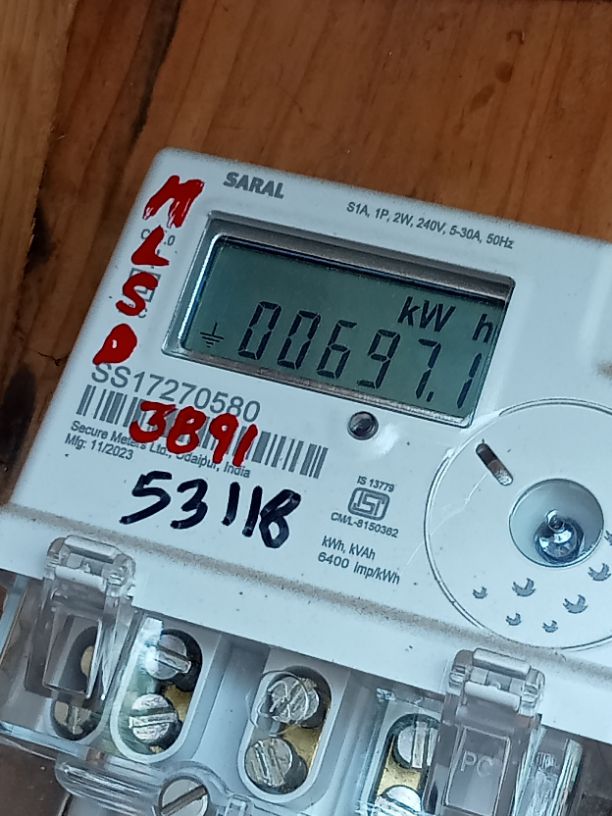 SARAL
S1A, 1P, 2W, 240V, 5-30A, 50Hz
MLSD
kW h
00697.1
SS17270580
3891
Secure Meters Ltd. Udaipur, India
Mfg: 11/2023
53118
IS 13779
CM/L-8150362
kWh, kVAh
6400 imp/kWh